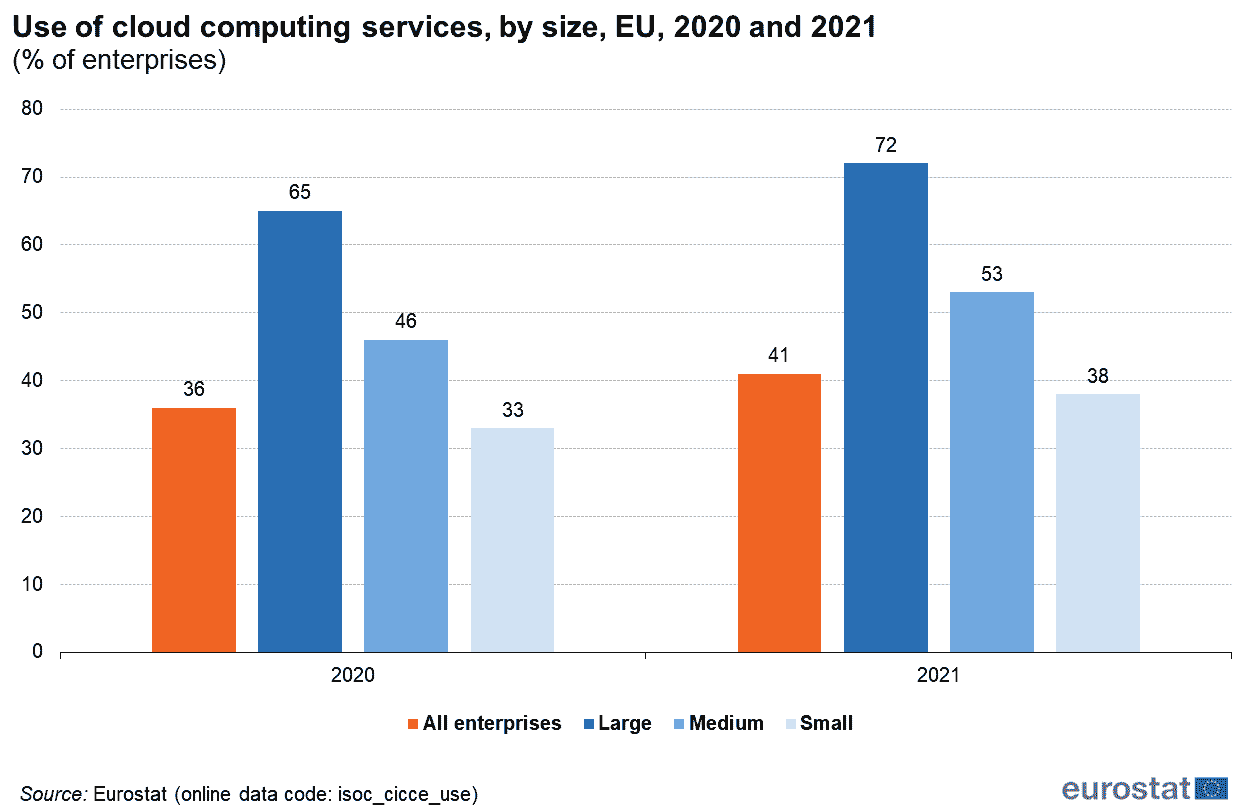 Use of cloud computing services, by size, EU, 2020 and 2021
(% of enterprises)
80
70
60
50
40
30
20
10
0
36
65
46
33
41
72
53
38
2020
2021
All enterprises
Large
Medium
Small
Source: Eurostat (online data code: isoc_cicce_use)
eurostat